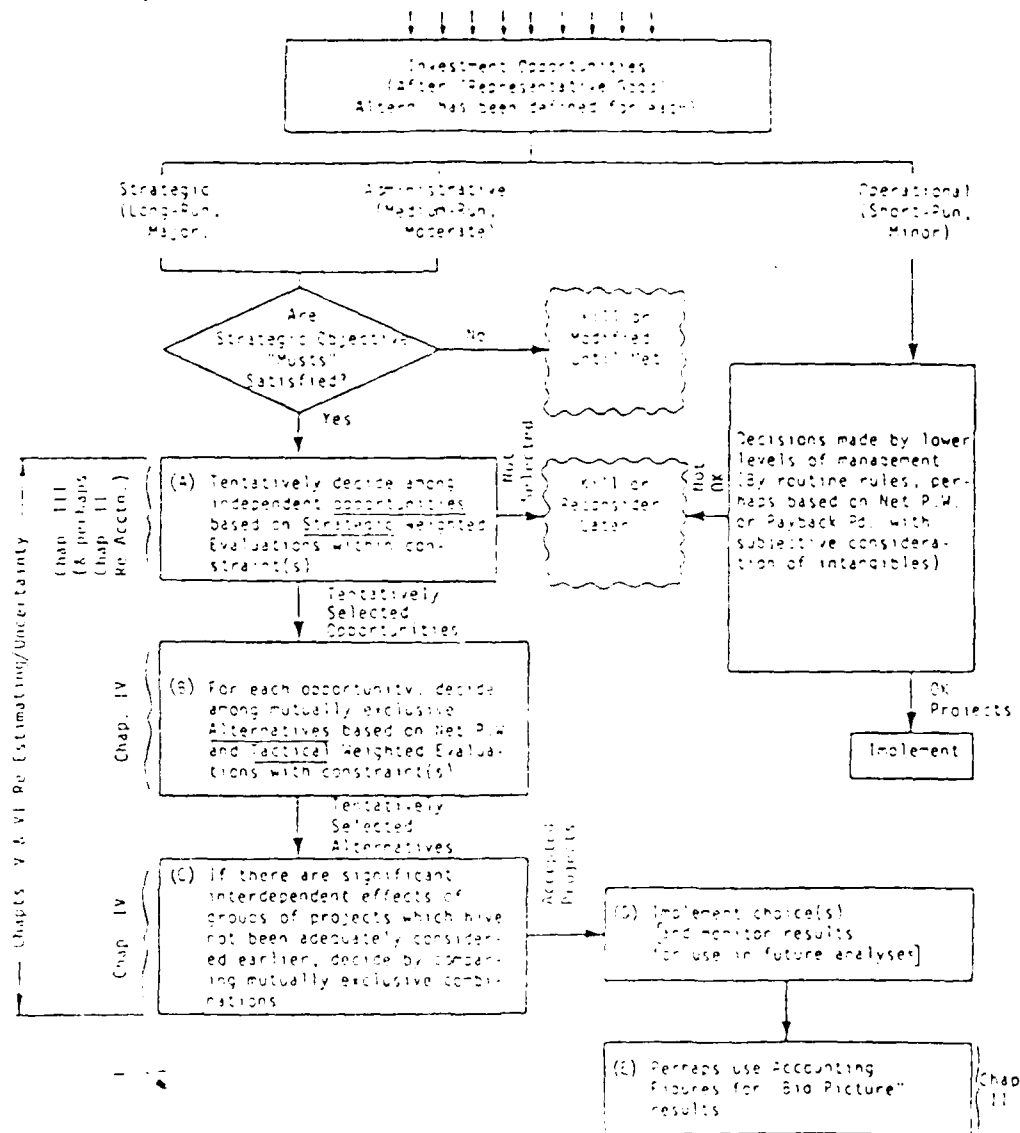 Investment Opportunities
(After "Representative Good
Altern" has been defined for each)
Strategic
(Long-Run,
Major)
Administrative
(Medium-Run,
Moderate)
Operational
(Short-Run,
Minor)
Are
Strategic Objective
"Musts"
Satisfied?
No
Kill or
Modified
Until Met
Yes
(A) Tentatively decide among
independent opportunities
based on Strategic Weighted
Evaluations within con-
straint(s)
Not
Selected
Kill or
Reconsider
Later
Not
OK
Decisions made by lower
levels of management
(By routine rules, per-
haps based on Net P.W.
or Payback Pd. with
subjective considera-
tion of intangibles)
Chap III
(& perhaps
Chap II
Re Acctn.)
Tentatively
Selected
Opportunities
OK
Projects
Implement
Chap. IV
(B) For each opportunity, decide
among mutually exclusive
Alternatives based on Net P.W
and Tactical Weighted Evalua-
tions with constraint(s)
Tentatively
Selected
Alternatives
Chapts V & VI Re Estimating/Uncertainty
Chap IV
(C) If there are significant
interdependent effects of
groups of projects which hive
not been adequately consider-
ed earlier, decide by compar-
ing mutually exclusive combi-
nations
Accepted
Projects
(D) Implement choice(s)
[and monitor results
for use in future analyses]
(E) Perhaps use Accounting
Figures for "Big Picture"
results
Chap
II